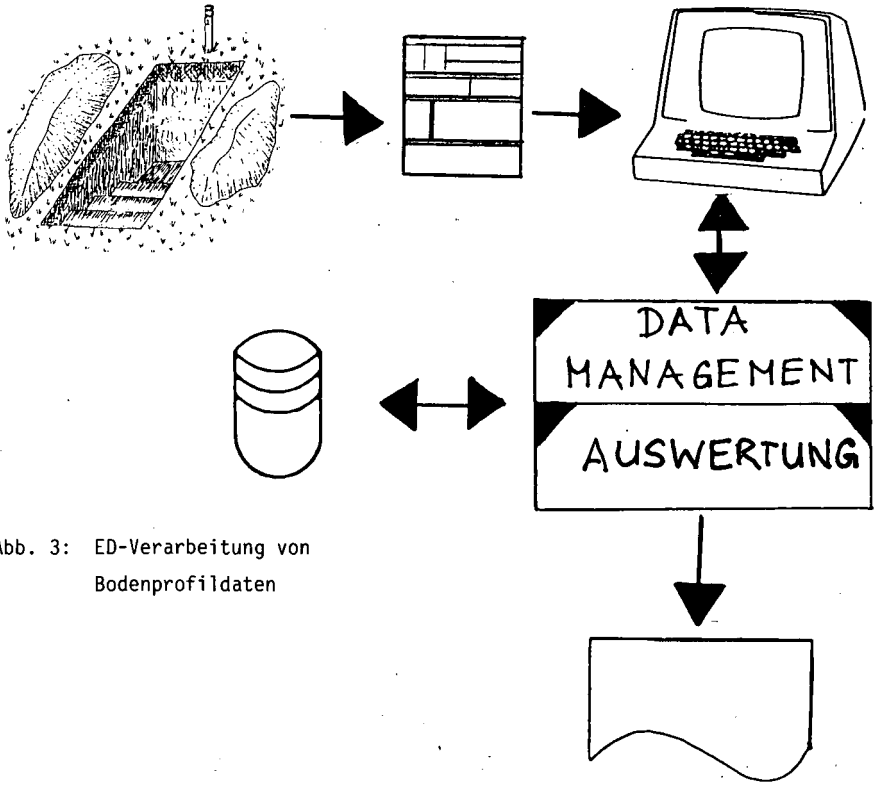 DATA
MANAGEMENT
AUSWERTUNG
Abb. 3: ED-Verarbeitung von
Bodenprofildaten